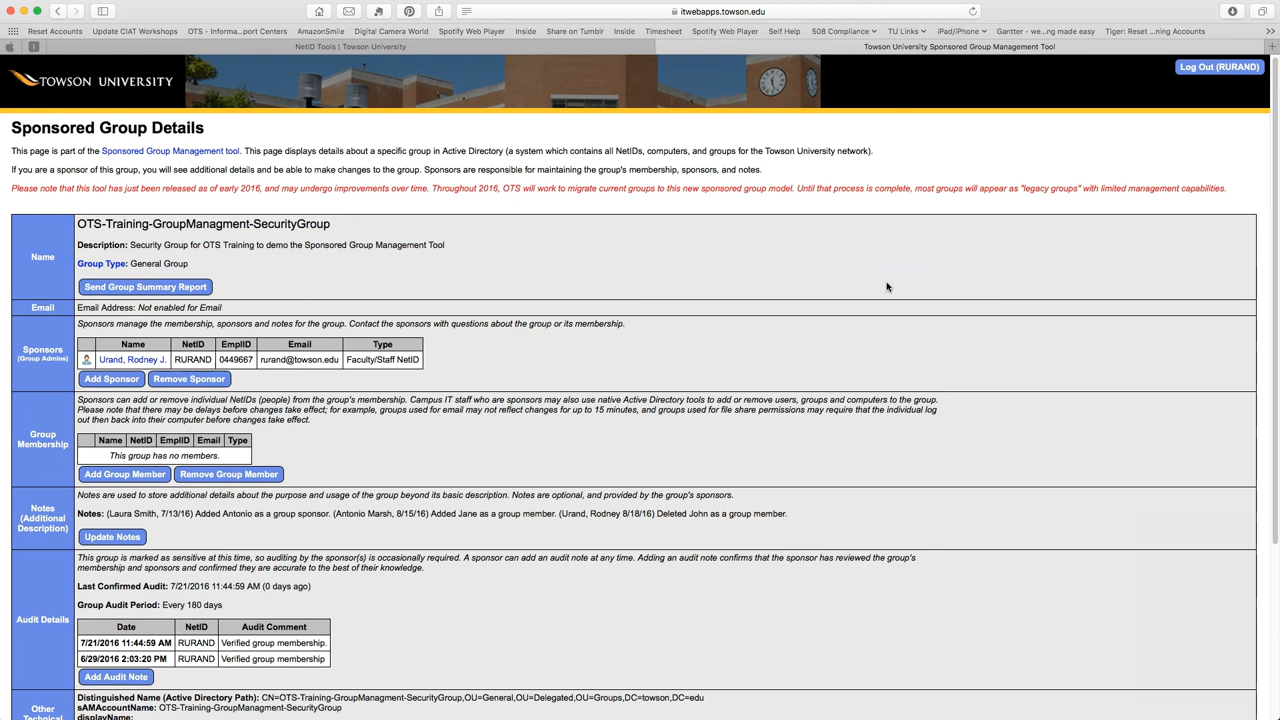 itwebapps.towson.edu
Reset Accounts Update CIAT Workshops OTS - Informa...port Centers AmazonSmile Digital Camera World Spotify Web Player Inside Share on Tumblr Inside Timesheet Spotify Web Player Self Help 508 Compliance TU Links iPad/iPhone Gantter - we...ng made easy Tiger: Reset ...ning Accounts
NetID Tools | Towson University Towson University Sponsored Group Management Tool
TOWSON UNIVERSITY
Log Out (RURAND)
Sponsored Group Details
This page is part of the Sponsored Group Management tool. This page displays details about a specific group in Active Directory (a system which contains all NetIDs, computers, and groups for the Towson University network).
If you are a sponsor of this group, you will see additional details and be able to make changes to the group. Sponsors are responsible for maintaining the group's membership, sponsors, and notes.
Please note that this tool has just been released as of early 2016, and may undergo improvements over time. Throughout 2016, OTS will work to migrate current groups to this new sponsored group model. Until that process is complete, most groups will appear as "legacy groups" with limited management capabilities.
Name
OTS-Training-GroupManagment-SecurityGroup
Description: Security Group for OTS Training to demo the Sponsored Group Management Tool
Group Type: General Group
Send Group Summary Report
Email
Email Address: Not enabled for Email
Sponsors
(Group Admins)
Sponsors manage the membership, sponsors and notes for the group. Contact the sponsors with questions about the group or its membership.
Name NetID EmplID Email Type
Urand, Rodney J. RURAND 0449667 rurand@towson.edu Faculty/Staff NetID
Add Sponsor Remove Sponsor
Group
Membership
Sponsors can add or remove individual NetIDs (people) from the group's membership. Campus IT staff who are sponsors may also use native Active Directory tools to add or remove users, groups and computers to the group.
Please note that there may be delays before changes take effect; for example, groups used for email may not reflect changes for up to 15 minutes, and groups used for file share permissions may require that the individual log
out then back into their computer before changes take effect.
Name NetID EmplID Email Type
This group has no members.
Add Group Member Remove Group Member
Notes
(Additional
Description)
Notes are used to store additional details about the purpose and usage of the group beyond its basic description. Notes are optional, and provided by the group's sponsors.
Notes: (Laura Smith, 7/13/16) Added Antonio as a group sponsor. (Antonio Marsh, 8/15/16) Added Jane as a group member. (Urand, Rodney 8/18/16) Deleted John as a group member.
Update Notes
Audit Details
This group is marked as sensitive at this time, so auditing by the sponsor(s) is occasionally required. A sponsor can add an audit note at any time. Adding an audit note confirms that the sponsor has reviewed the group's
membership and sponsors and confirmed they are accurate to the best of their knowledge.
Last Confirmed Audit: 7/21/2016 11:44:59 AM (0 days ago)
Group Audit Period: Every 180 days
Date NetID Audit Comment
7/21/2016 11:44:59 AM RURAND Verified group membership.
6/29/2016 2:03:20 PM RURAND Verified group membership
Add Audit Note
Other
Technical
Distinguished Name (Active Directory Path): CN=OTS-Training-GroupManagment-SecurityGroup,OU=General,OU=Delegated,OU=Groups,DC=towson,DC=edu
sAMAccountName: OTS-Training-GroupManagment-SecurityGroup
displayName: